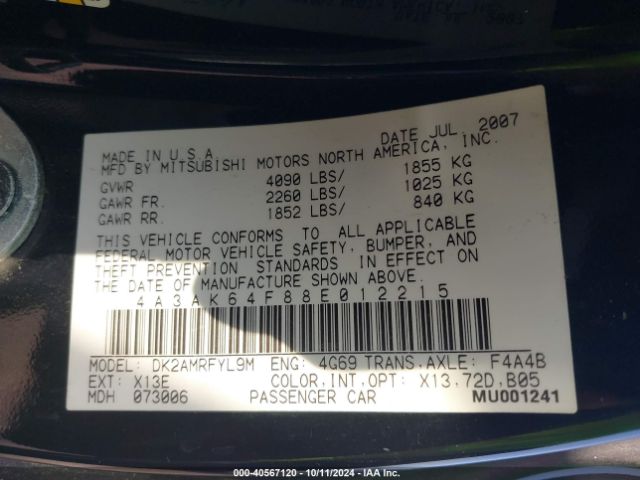 DATE JUL, 2007
MADE IN U.S.A
MFD BY MITSUBISHI MOTORS NORTH AMERICA, INC.
GVWR 4090 LBS/ 1855 KG
GAWR FR. 2260 LBS/ 1025 KG
GAWR RR. 1852 LBS/ 840 KG
THIS VEHICLE CONFORMS TO ALL APPLICABLE
FEDERAL MOTOR VEHICLE SAFETY, BUMPER, AND
THEFT PREVENTION STANDARDS IN EFFECT ON
THE DATE OF MANUFACTURE SHOWN ABOVE.
4A3AK64F88E012215
MODEL: DK2AMRFYL9M ENG: 4G69 TRANS.AXLE: F4A4B
EXT: X13E COLOR,INT,OPT: X13,72D,B05
MDH 073006 PASSENGER CAR MU001241
000-40567120 - 10/11/2024 - IAA Inc.